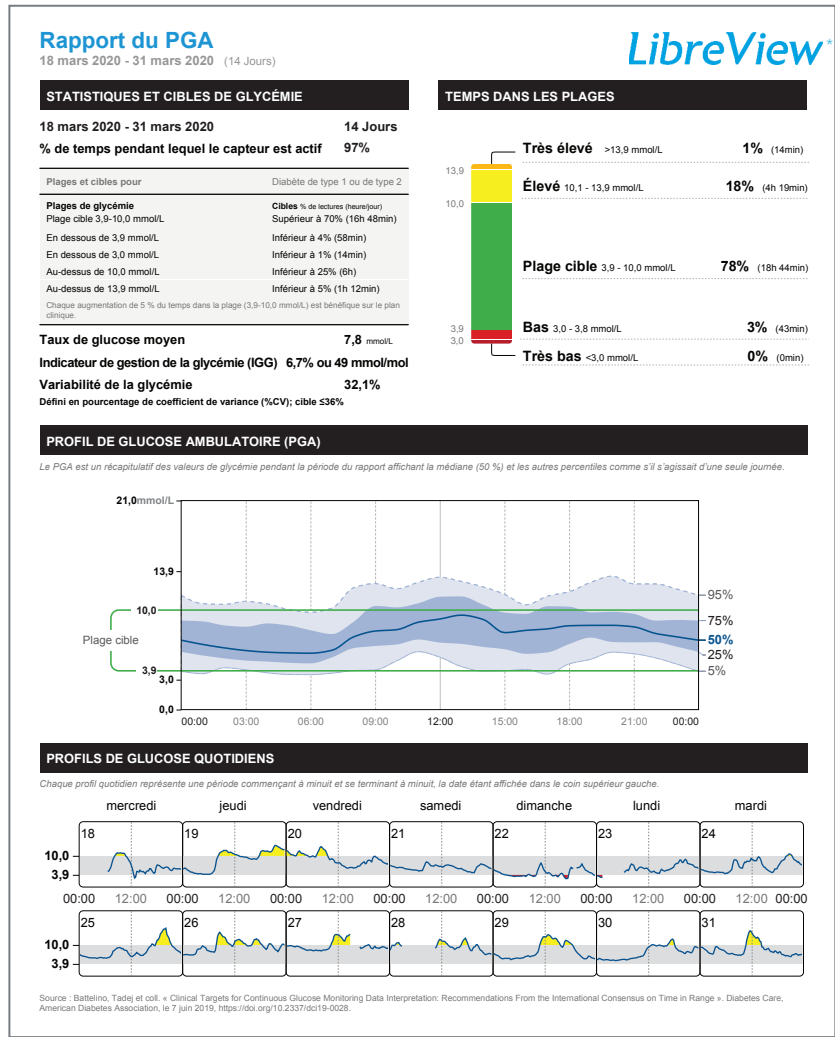 Rapport du PGA
18 mars 2020 - 31 mars 2020 (14 Jours)
LibreView*
STATISTIQUES ET CIBLES DE GLYCÉMIE
18 mars 2020 - 31 mars 2020 14 Jours
% de temps pendant lequel le capteur est actif 97%
Plages et cibles pour Diabète de type 1 ou de type 2
Plages de glycémie Cibles % de lectures (heure/jour)
Plage cible 3,9-10,0 mmol/L Supérieur à 70% (16h 48min)
En dessous de 3,9 mmol/L Inférieur à 4% (58min)
En dessous de 3,0 mmol/L Inférieur à 1% (14min)
Au-dessus de 10,0 mmol/L Inférieur à 25% (6h)
Au-dessus de 13,9 mmol/L Inférieur à 5% (1h 12min)
Chaque augmentation de 5 % du temps dans la plage (3,9-10,0 mmol/L) est bénéfique sur le plan
clinique.
Taux de glucose moyen 7,8 mmol/L
Indicateur de gestion de la glycémie (IGG) 6,7% ou 49 mmol/mol
Variabilité de la glycémie 32,1%
Défini en pourcentage de coefficient de variance (%CV); cible ≤36%
TEMPS DANS LES PLAGES
Très élevé >13,9 mmol/L 1% (14min)
13,9
Élevé 10,1 - 13,9 mmol/L 18% (4h 19min)
10,0
Plage cible 3,9 - 10,0 mmol/L 78% (18h 44min)
3,9
Bas 3,0 - 3,8 mmol/L 3% (43min)
3,0
Très bas <3,0 mmol/L 0% (0min)
PROFIL DE GLUCOSE AMBULATOIRE (PGA)
Le PGA est un récapitulatif des valeurs de glycémie pendant la période du rapport affichant la médiane (50 %) et les autres percentiles comme s'il s'agissait d'une seule journée.
21,0mmol/L
13,9
95%
10,0
75%
Plage cible
50%
25%
3,9
5%
3,0
0,0
00:00 03:00 06:00 09:00 12:00 15:00 18:00 21:00 00:00
PROFILS DE GLUCOSE QUOTIDIENS
Chaque profil quotidien représente une période commençant à minuit et se terminant à minuit, la date étant affichée dans le coin supérieur gauche.
mercredi jeudi vendredi samedi dimanche lundi mardi
18 19 20 21 22 23 24
10,0
3,9
00:00 12:00 00:00 12:00 00:00 12:00 00:00 12:00 00:00 12:00 00:00 12:00 00:00 12:00 00:00
25 26 27 28 29 30 31
10,0
3,9
Source : Battelino, Tadej et coll. « Clinical Targets for Continuous Glucose Monitoring Data Interpretation: Recommendations From the International Consensus on Time in Range ». Diabetes Care,
American Diabetes Association, le 7 juin 2019, https://doi.org/10.2337/dci19-0028.